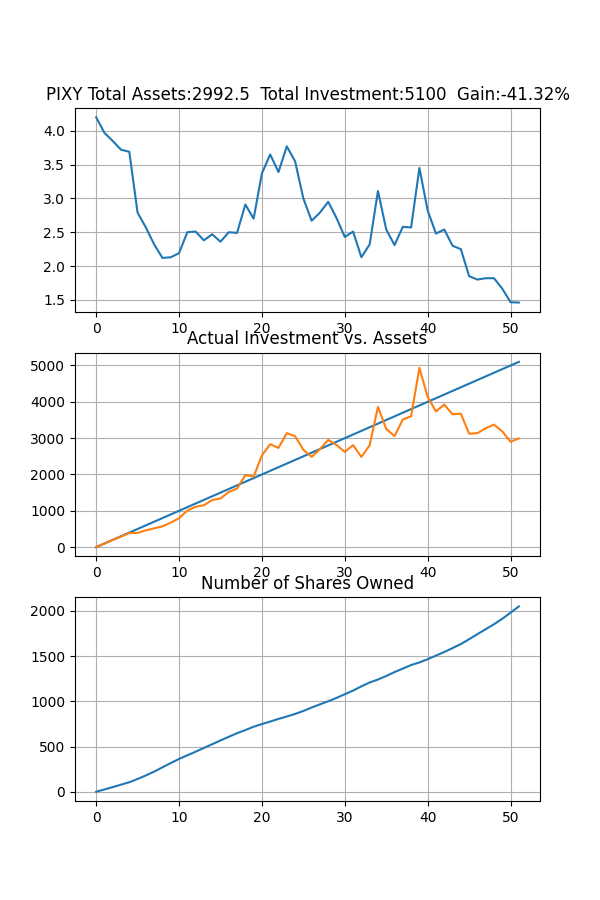 PIXY Total Assets:2992.5  Total Investment:5100  Gain:-41.32%
4.0
3.5
3.0
2.5
2.0
1.5
0 10 20 30 40 50
Actual Investment vs. Assets
5000
4000
3000
2000
1000
0
0 10 20 30 40 50
Number of Shares Owned
2000
1500
1000
500
0
0 10 20 30 40 50